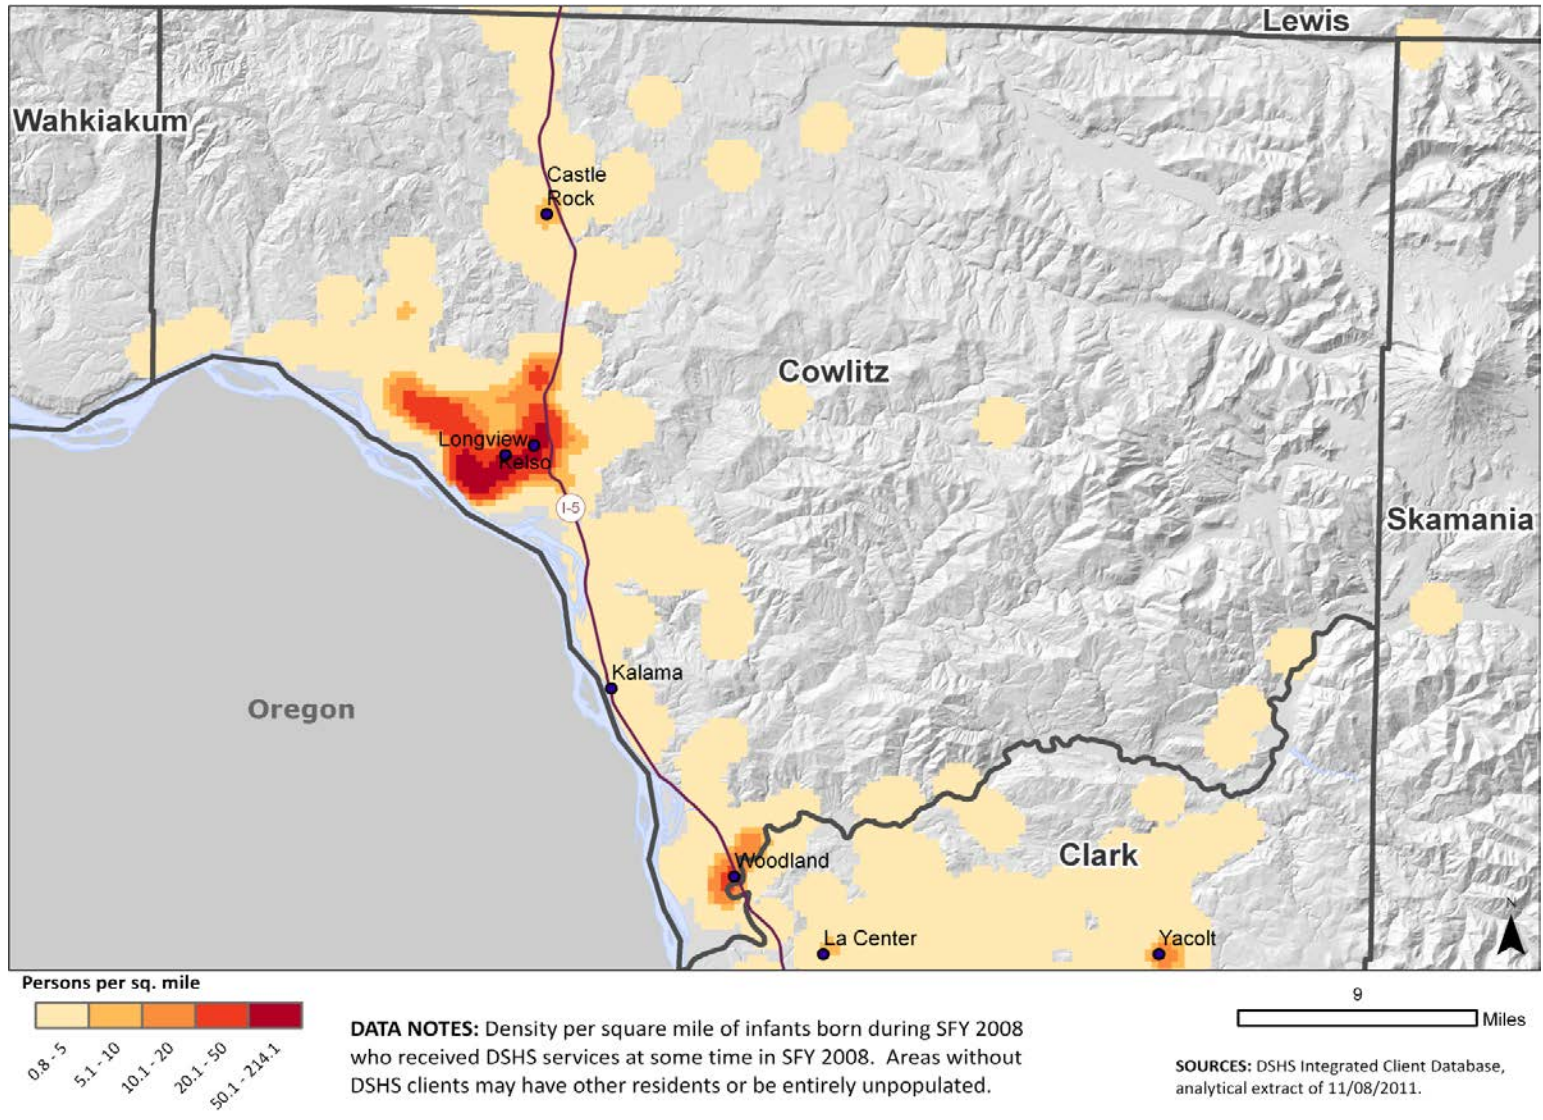 Lewis
Wahkiakum
Castle
Rock
Cowlitz
Longview
Kelso
I-5
Skamania
Kalama
Oregon
Woodland
Clark
La Center
Yacolt
N
Persons per sq. mile
0.8 - 5
5.1 - 10
10.1 - 20
20.1 - 50
50.1 - 214.1
DATA NOTES: Density per square mile of infants born during SFY 2008
who received DSHS services at some time in SFY 2008. Areas without
DSHS clients may have other residents or be entirely unpopulated.
9
Miles
SOURCES: DSHS Integrated Client Database,
analytical extract of 11/08/2011.